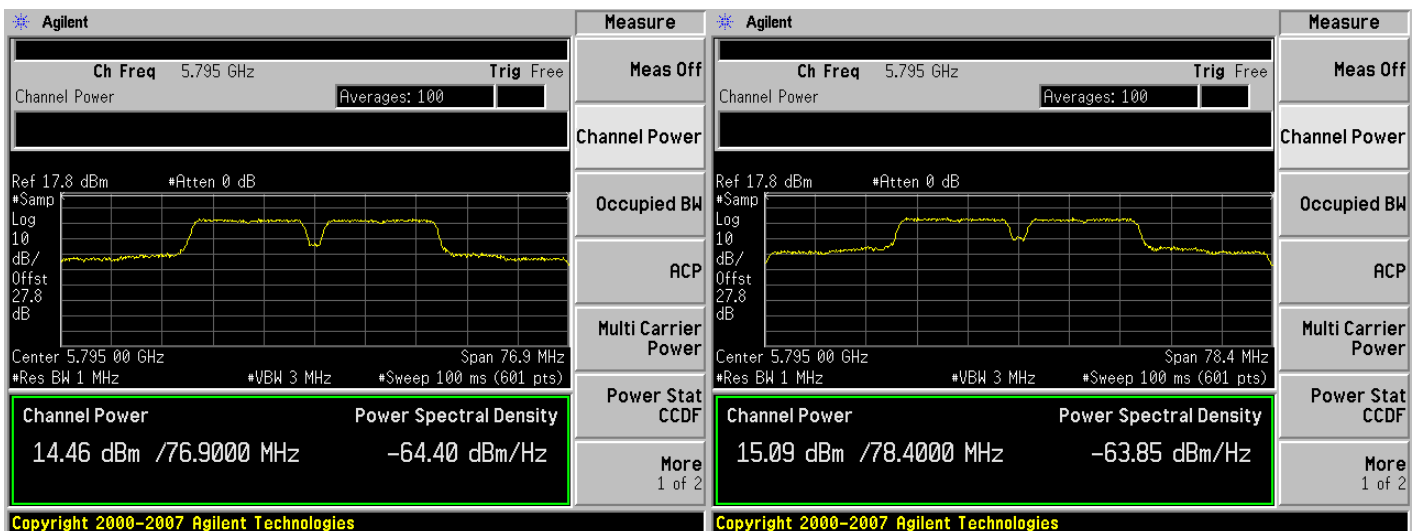 Agilent
Measure
Ch Freq 5.795 GHz Trig Free
Channel Power Averages: 100
Ref 17.8 dBm #Atten 0 dB
#Samp
Log
10
dB/
Offst
27.8
dB
Center 5.795 00 GHz Span 76.9 MHz
#Res BW 1 MHz #VBW 3 MHz #Sweep 100 ms (601 pts)
Channel Power Power Spectral Density
14.46 dBm /76.9000 MHz -64.40 dBm/Hz
Copyright 2000-2007 Agilent Technologies
Meas Off
Channel Power
Occupied BW
ACP
Multi Carrier
Power
Power Stat
CCDF
More
1 of 2
Agilent
Measure
Ch Freq 5.795 GHz Trig Free
Channel Power Averages: 100
Ref 17.8 dBm #Atten 0 dB
#Samp
Log
10
dB/
Offst
27.8
dB
Center 5.795 00 GHz Span 78.4 MHz
#Res BW 1 MHz #VBW 3 MHz #Sweep 100 ms (601 pts)
Channel Power Power Spectral Density
15.09 dBm /78.4000 MHz -63.85 dBm/Hz
Copyright 2000-2007 Agilent Technologies
Meas Off
Channel Power
Occupied BW
ACP
Multi Carrier
Power
Power Stat
CCDF
More
1 of 2